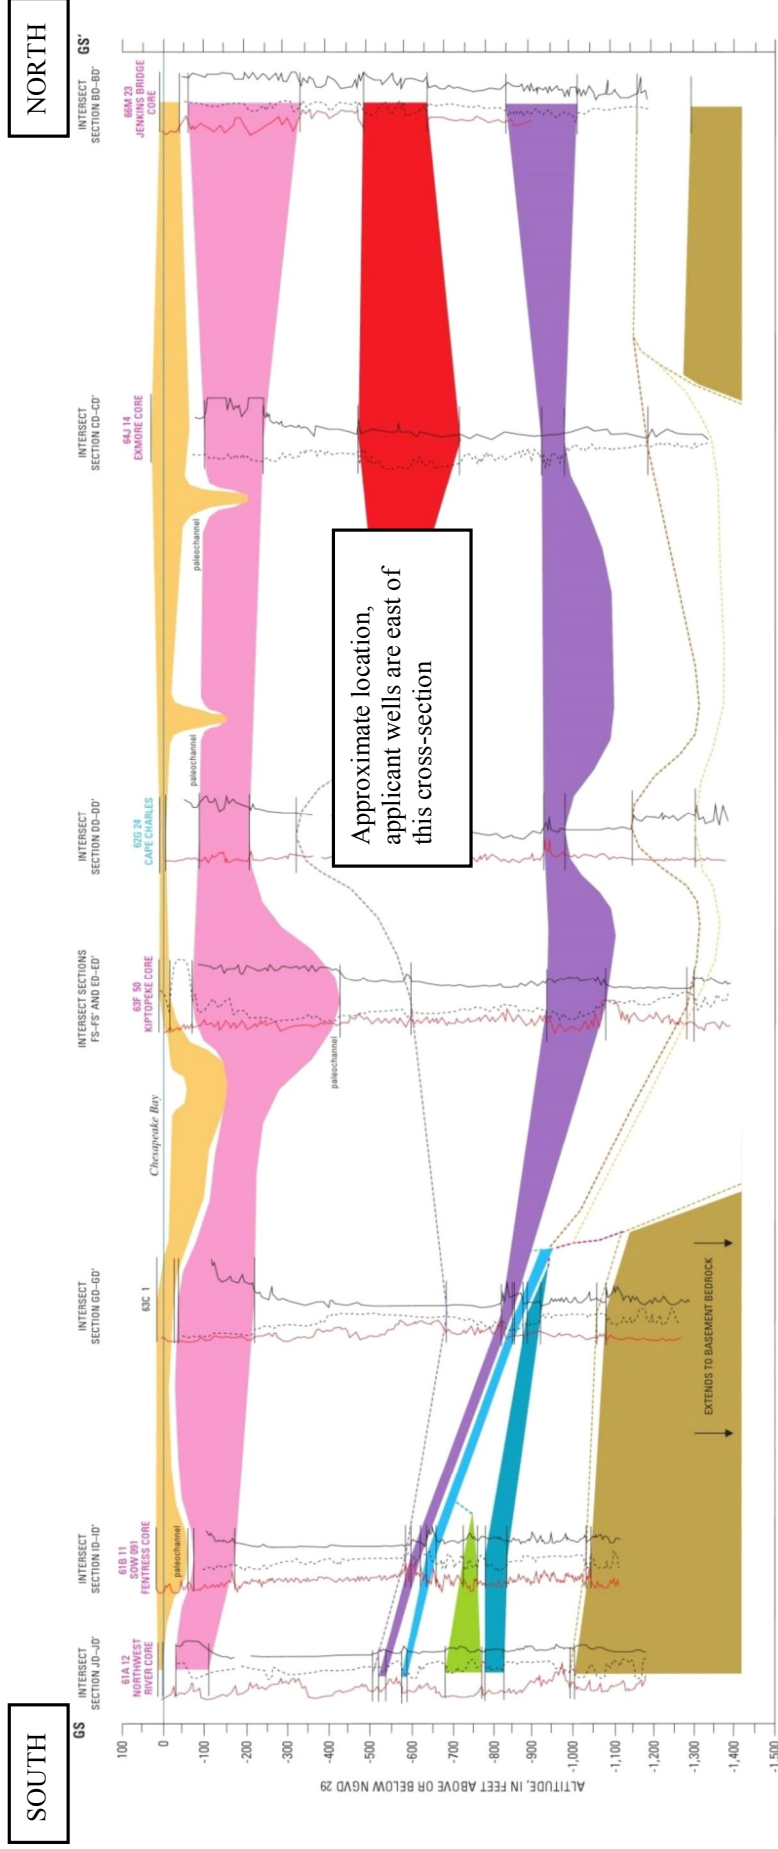 SOUTH
NORTH
GS
GS'
INTERSECT
SECTION JD–JD'
61A 12
NORTHWEST
RIVER CORE
INTERSECT
SECTION ID–ID'
61B 11
SOW 091
FENTRESS CORE
paleochannel
INTERSECT
SECTION GD–GD'
63C 1
Chesapeake Bay
INTERSECT SECTIONS
FS–FS' AND ED–ED'
63F 50
KIPTOPEKE CORE
paleochannel
INTERSECT
SECTION DD–DD'
62G 24
CAPE CHARLES
paleochannel
paleochannel
INTERSECT
SECTION CD–CD'
64J 14
EXMORE CORE
INTERSECT
SECTION BD–BD'
66M 23
JENKINS BRIDGE
CORE
Approximate location,
applicant wells are east of
this cross-section
EXTENDS TO BASEMENT BEDROCK
ALTITUDE, IN FEET ABOVE OR BELOW NGVD 29
100
0
-100
-200
-300
-400
-500
-600
-700
-800
-900
-1,000
-1,100
-1,200
-1,300
-1,400
-1,500